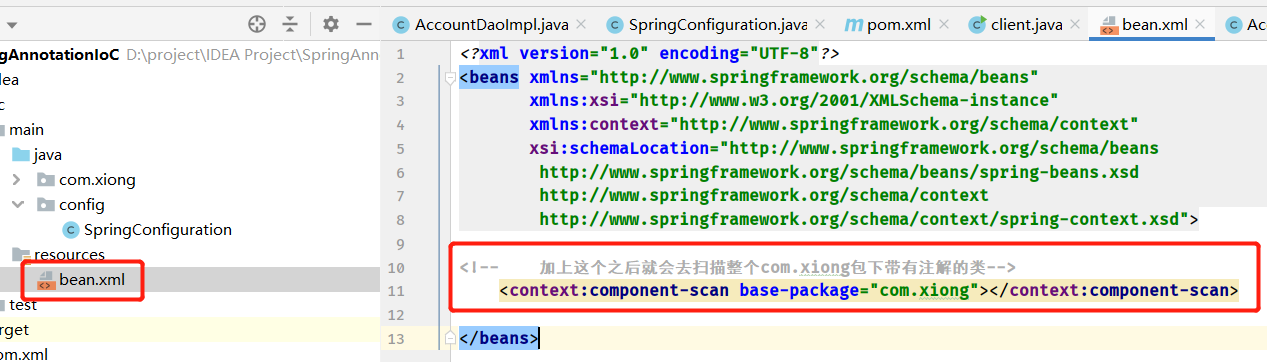 AccountDaoImpl.java
SpringConfiguration.java
pom.xml
client.java
bean.xml
Ac
ngAnnotationIoC D:\project\IDEA Project\SpringAnn
dea
c
main
java
com.xiong
config
SpringConfiguration
resources
bean.xml
test
rget
om.xml
1 <?xml version="1.0" encoding="UTF-8"?>
2 <beans xmlns="http://www.springframework.org/schema/beans"
3 xmlns:xsi="http://www.w3.org/2001/XMLSchema-instance"
4 xmlns:context="http://www.springframework.org/schema/context"
5 xsi:schemaLocation="http://www.springframework.org/schema/beans
6 http://www.springframework.org/schema/beans/spring-beans.xsd
7 http://www.springframework.org/schema/context
8 http://www.springframework.org/schema/context/spring-context.xsd">
9
10 <!-- 加上这个之后就会去扫描整个com.xiong包下带有注解的类-->
11 <context:component-scan base-package="com.xiong"></context:component-scan>
12
13 </beans>